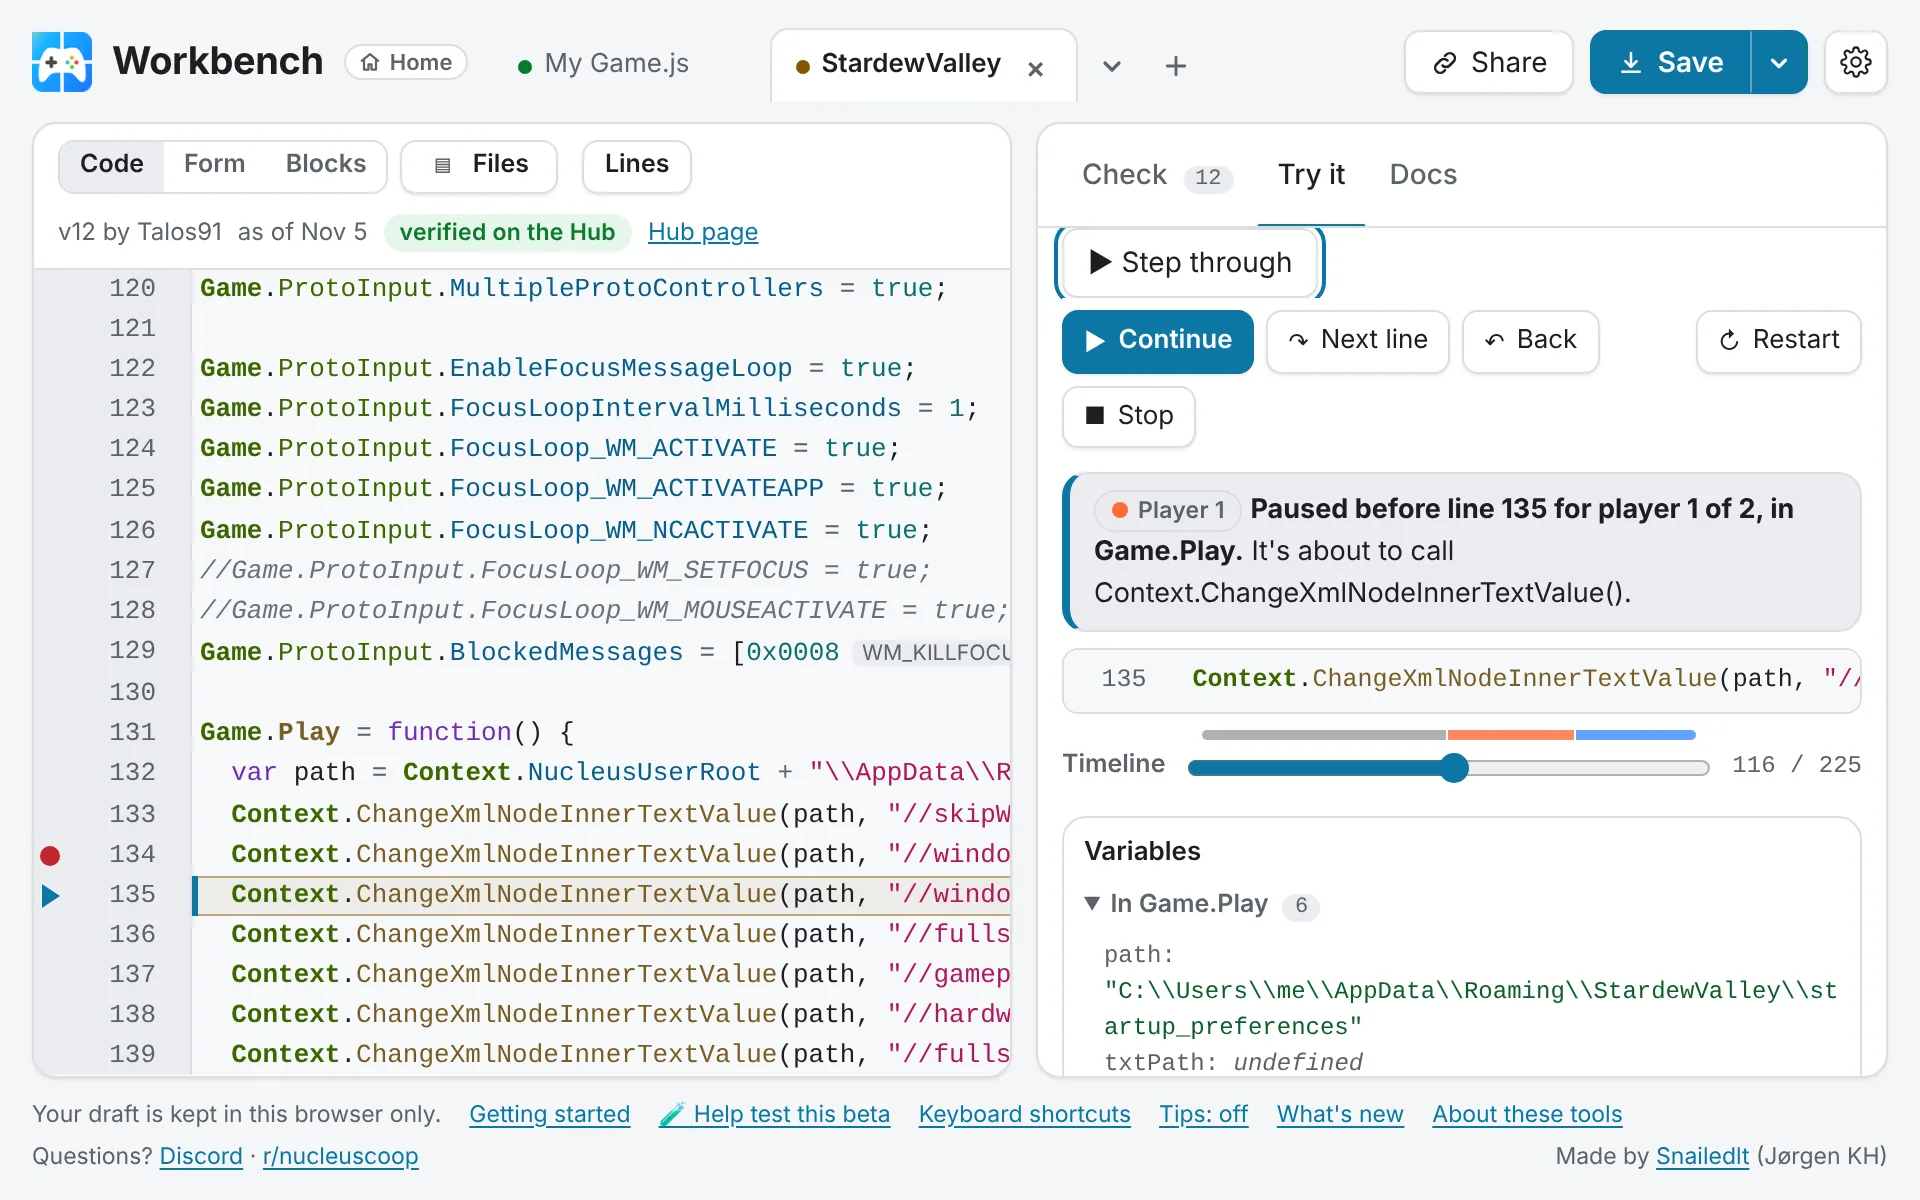 Workbench Home My Game.js StardewValley × + Share Save
Code Form Blocks Files Lines
v12 by Talos91 as of Nov 5 verified on the Hub Hub page
120 Game.ProtoInput.MultipleProtoControllers = true;
121
122 Game.ProtoInput.EnableFocusMessageLoop = true;
123 Game.ProtoInput.FocusLoopIntervalMilliseconds = 1;
124 Game.ProtoInput.FocusLoop_WM_ACTIVATE = true;
125 Game.ProtoInput.FocusLoop_WM_ACTIVATEAPP = true;
126 Game.ProtoInput.FocusLoop_WM_NCACTIVATE = true;
127 //Game.ProtoInput.FocusLoop_WM_SETFOCUS = true;
128 //Game.ProtoInput.FocusLoop_WM_MOUSEACTIVATE = true;
129 Game.ProtoInput.BlockedMessages = [0x0008 WM_KILLFOCU
130
131 Game.Play = function() {
132 var path = Context.NucleusUserRoot + "\\AppData\\R
133 Context.ChangeXmlNodeInnerTextValue(path, "//skipW
134 Context.ChangeXmlNodeInnerTextValue(path, "//windo
135 Context.ChangeXmlNodeInnerTextValue(path, "//windo
136 Context.ChangeXmlNodeInnerTextValue(path, "//fulls
137 Context.ChangeXmlNodeInnerTextValue(path, "//gamep
138 Context.ChangeXmlNodeInnerTextValue(path, "//hardw
139 Context.ChangeXmlNodeInnerTextValue(path, "//fulls
Check 12 Try it Docs
▶ Step through
▶ Continue ↷ Next line ↶ Back ↻ Restart
■ Stop
Player 1 Paused before line 135 for player 1 of 2, in
Game.Play. It's about to call
Context.ChangeXmlNodeInnerTextValue().
135 Context.ChangeXmlNodeInnerTextValue(path, "//
Timeline 116 / 225
Variables
▼ In Game.Play 6
path:
"C:\\Users\\me\\AppData\\Roaming\\StardewValley\\st
artup_preferences"
txtPath: undefined
Your draft is kept in this browser only. Getting started 🧪 Help test this beta Keyboard shortcuts Tips: off What's new About these tools
Questions? Discord · r/nucleuscoop Made by SnailedIt (Jørgen KH)